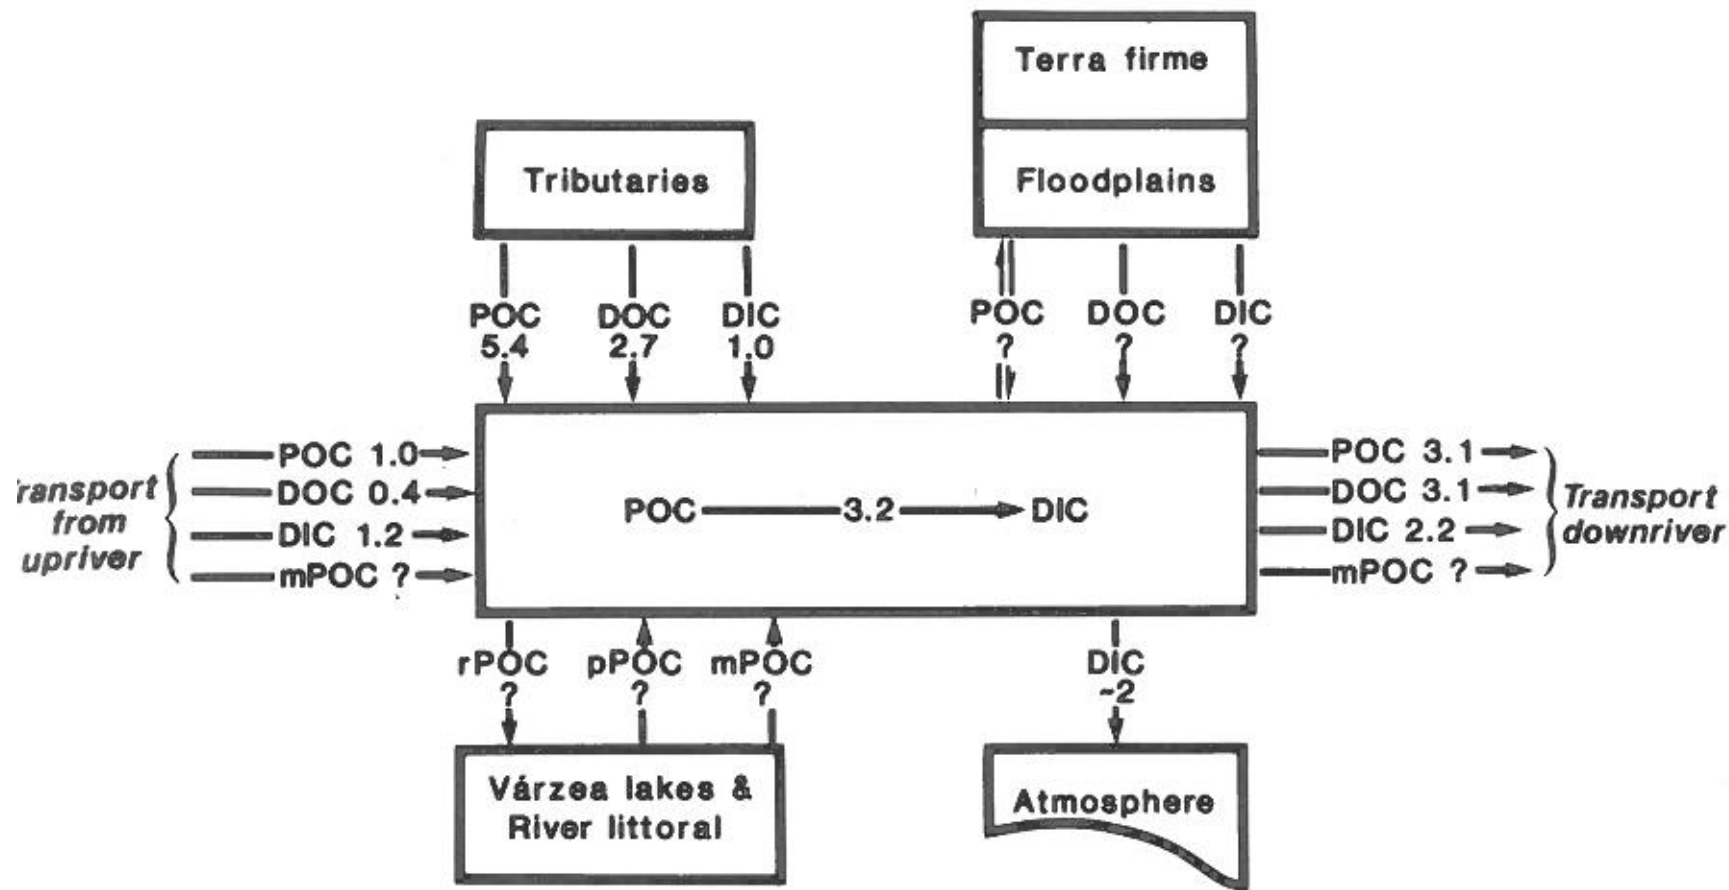 Terra firme
Tributaries
Floodplains
POC
5.4
DOC
2.7
DIC
1.0
POC
?
DOC
?
DIC
?
POC 1.0
DOC 0.4
DIC 1.2
mPOC ?
ransport
from
upriver
POC 3.2 DIC
POC 3.1
DOC 3.1
DIC 2.2
mPOC ?
Transport
downriver
rPOC
?
pPOC
?
mPOC
?
DIC
~2
Várzea lakes &
River littoral
Atmosphere